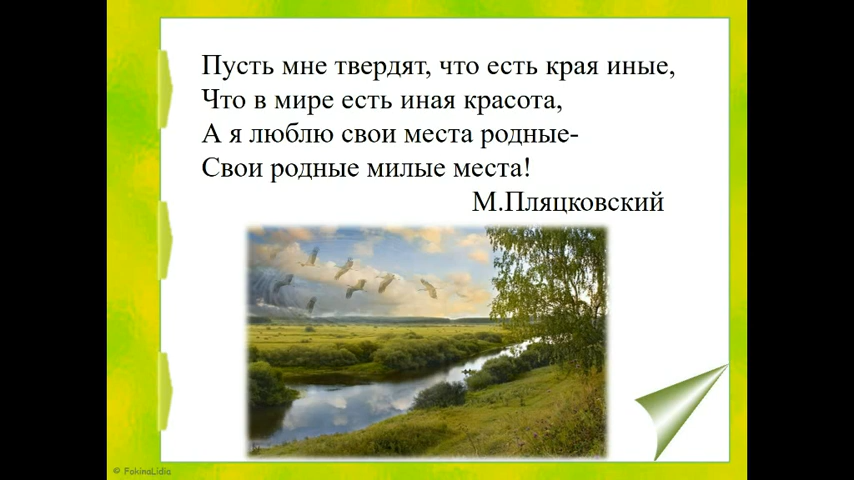 Пусть мне твердят, что есть края иные,
Что в мире есть иная красота,
А я люблю свои места родные-
Свои родные милые места!
М.Пляцковский
© FokinaLidia